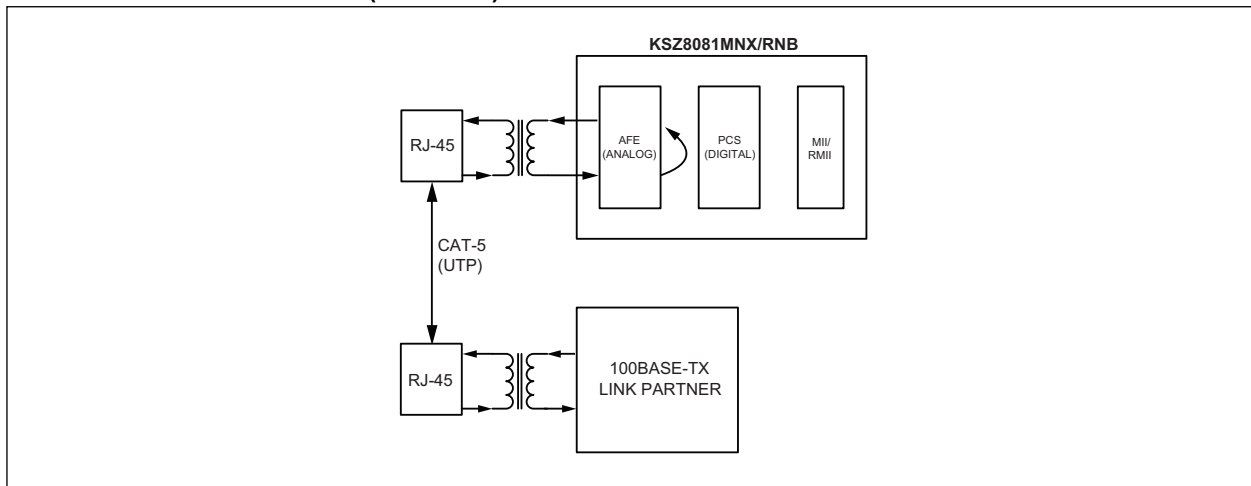 KSZ8081MNX/RNB
RJ-45
AFE
(ANALOG)
PCS
(DIGITAL)
MII/
RMII
CAT-5
(UTP)
RJ-45
100BASE-TX
LINK PARTNER